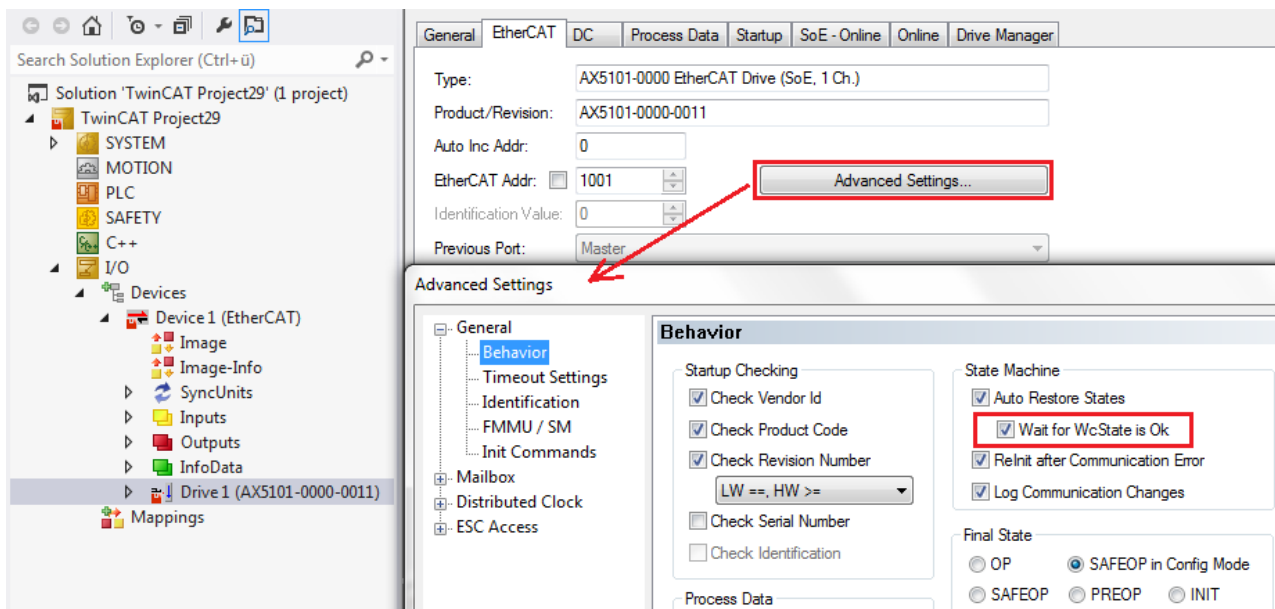 Search Solution Explorer (Ctrl+ü)
Solution 'TwinCAT Project29' (1 project)
TwinCAT Project29
SYSTEM
MOTION
PLC
SAFETY
C++
I/O
Devices
Device 1 (EtherCAT)
Image
Image-Info
SyncUnits
Inputs
Outputs
InfoData
Drive 1 (AX5101-0000-0011)
Mappings
General EtherCAT DC Process Data Startup SoE - Online Online Drive Manager
Type: AX5101-0000 EtherCAT Drive (SoE, 1 Ch.)
Product/Revision: AX5101-0000-0011
Auto Inc Addr: 0
EtherCAT Addr: 1001 Advanced Settings...
Identification Value: 0
Previous Port: Master
Advanced Settings
General
Behavior
Timeout Settings
Identification
FMMU / SM
Init Commands
Mailbox
Distributed Clock
ESC Access
Behavior
Startup Checking
Check Vendor Id
Check Product Code
Check Revision Number
LW ==, HW >=
Check Serial Number
Check Identification
Process Data
State Machine
Auto Restore States
Wait for WcState is Ok
ReInit after Communication Error
Log Communication Changes
Final State
OP SAFEOP in Config Mode
SAFEOP PREOP INIT